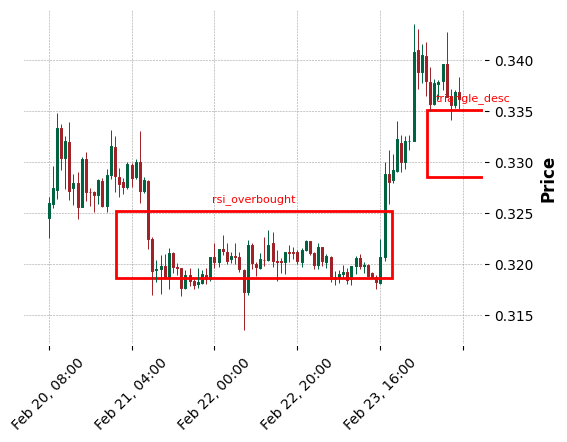 0.340
triangle_desc
0.335
0.330
Price
rsi_overbought
0.325
0.320
0.315
Feb 20, 08:00
Feb 21, 04:00
Feb 22, 00:00
Feb 22, 20:00
Feb 23, 16:00